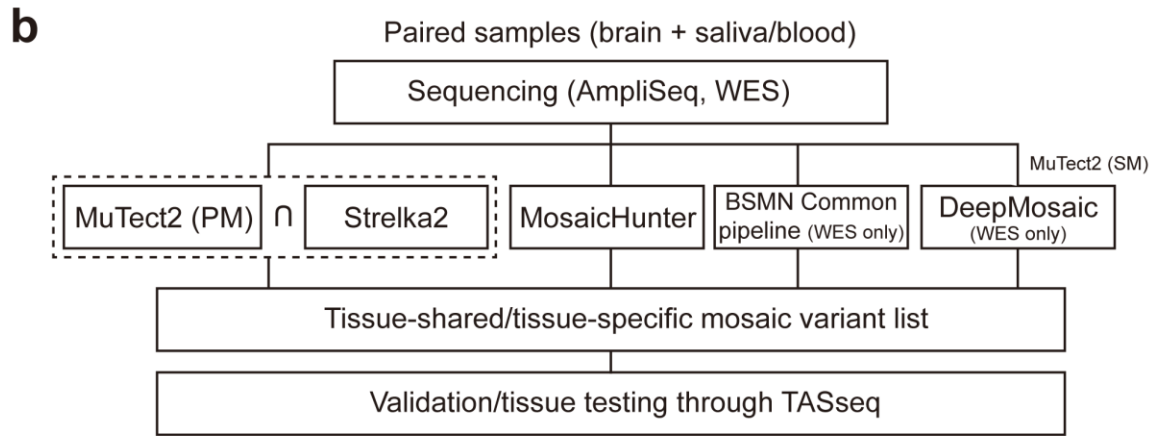 b
Paired samples (brain + saliva/blood)
Sequencing (AmpliSeq, WES)
MuTect2 (SM)
MuTect2 (PM) ∩ Strelka2
MosaicHunter
BSMN Common
pipeline (WES only)
DeepMosaic
(WES only)
Tissue-shared/tissue-specific mosaic variant list
Validation/tissue testing through TASseq